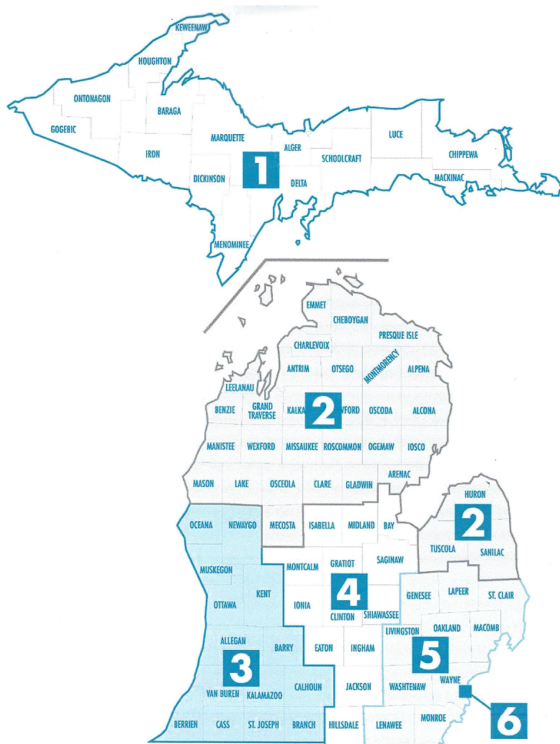 KEWEENAW
HOUGHTON
ONTONAGON
BARAGA
GOGEBIC
MARQUETTE
LUCE
ALGER
IRON
SCHOOLCRAFT
CHIPPEWA
DICKINSON
1
DELTA
MACKINAC
MENOMINEE
EMMET
CHEBOYGAN
PRESQUE ISLE
CHARLEVOIX
ANTRIM
OTSEGO
MONTMORENCY
ALPENA
LEELANAU
BENZIE
GRAND
TRAVERSE
KALKA
2
WFORD
OSCODA
ALCONA
MANISTEE
WEXFORD
MISSAUKEE
ROSCOMMON
OGEMAW
IOSCO
MASON
LAKE
OSCEOLA
CLARE
GLADWIN
ARENAC
HURON
2
TUSCOLA
SANILAC
OCEANA
NEWAYGO
MECOSTA
ISABELLA
MIDLAND
BAY
MUSKEGON
MONTCALM
GRATIOT
SAGINAW
KENT
4
GENESEE
LAPEER
ST. CLAIR
OTTAWA
IONIA
CLINTON
SHIAWASSEE
LIVINGSTON
OAKLAND
MACOMB
ALLEGAN
BARRY
EATON
INGHAM
5
3
VAN BUREN
KALAMAZOO
CALHOUN
JACKSON
WASHTENAW
WAYNE
6
BERRIEN
CASS
ST. JOSEPH
BRANCH
HILLSDALE
LENAWEE
MONROE